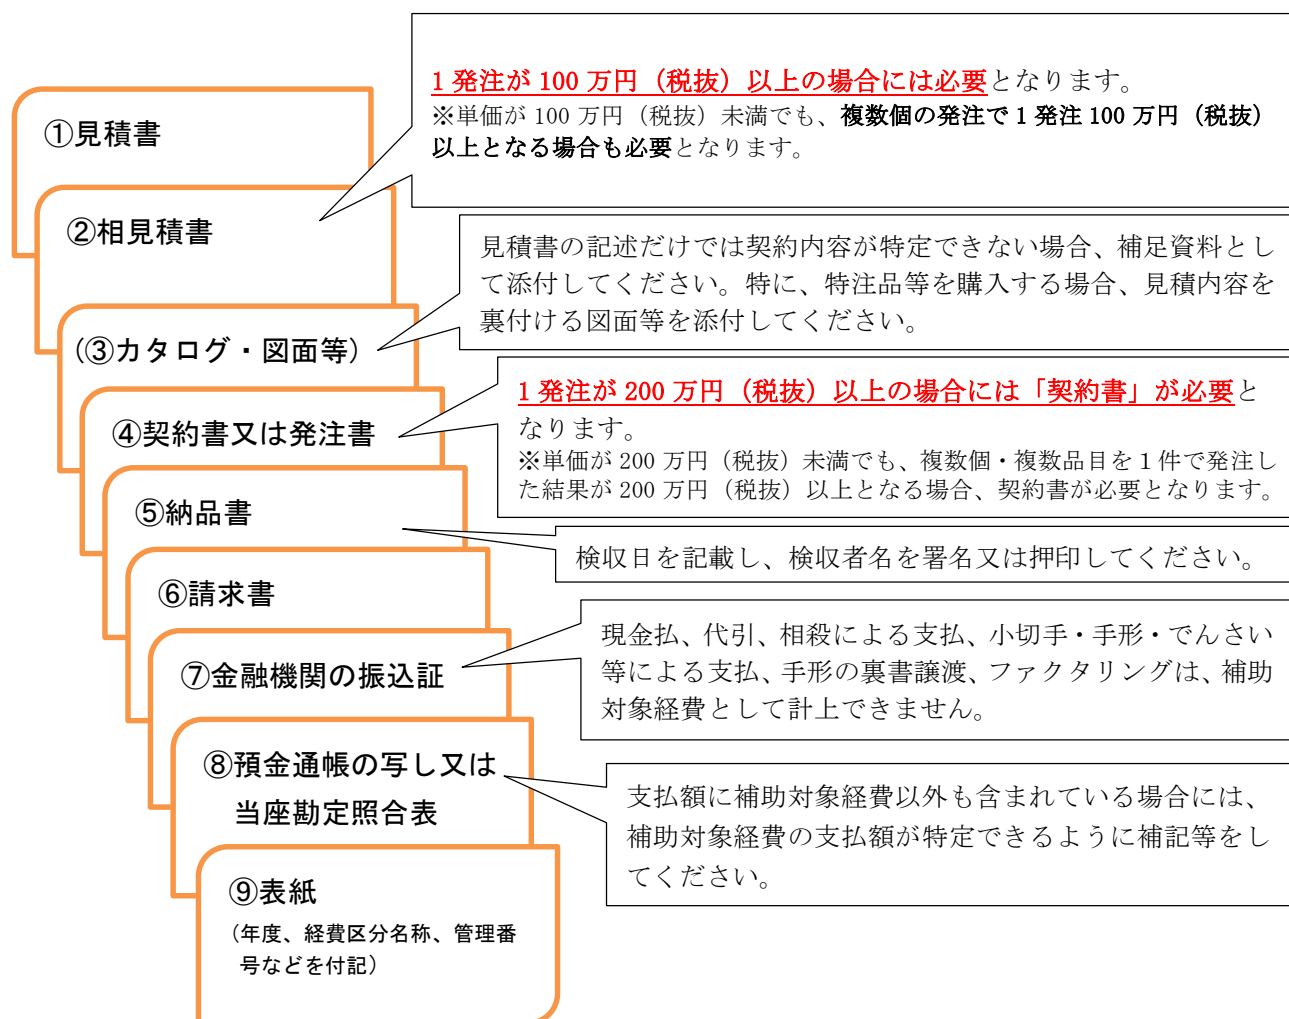 ①見積書
1発注が 100 万円（税抜）以上の場合には必要となります。
※単価が 100 万円（税抜）未満でも、複数個の発注で 1 発注 100 万円（税抜）
以上となる場合も必要となります。
②相見積書
見積書の記述だけでは契約内容が特定できない場合、補足資料とし
て添付してください。特に、特注品等を購入する場合、見積内容を
裏付ける図面等を添付してください。
（③カタログ・図面等）
1発注が 200 万円（税抜）以上の場合には「契約書」が必要と
なります。
※単価が 200 万円（税抜）未満でも、複数個・複数品目を１件で発注し
た結果が 200 万円（税抜）以上となる場合、契約書が必要となります。
④契約書又は発注書
⑤納品書
検収日を記載し、検収者名を署名又は押印してください。
⑥請求書
現金払、代引、相殺による支払、小切手・手形・でんさい
等による支払、手形の裏書譲渡、ファクタリングは、補助
対象経費として計上できません。
⑦金融機関の振込証
⑧預金通帳の写し又は
当座勘定照合表
支払額に補助対象経費以外も含まれている場合には、
補助対象経費の支払額が特定できるように補記等をし
てください。
⑨表紙
（年度、経費区分名称、管理番
号などを付記）